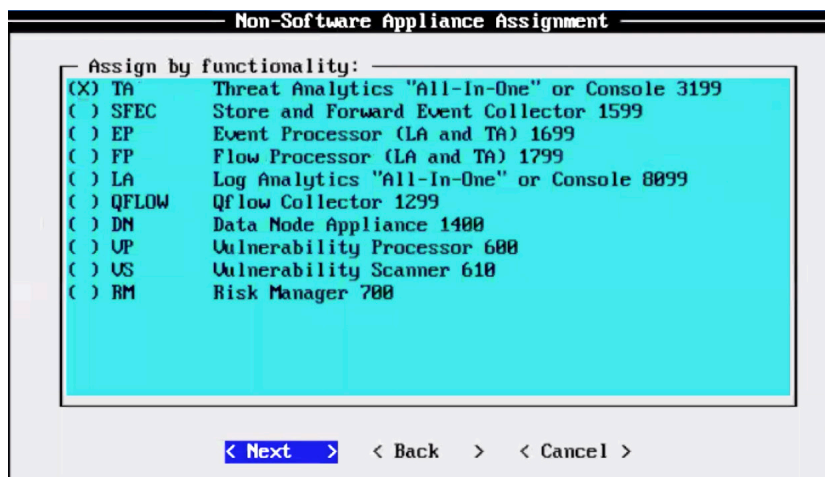 Non-Software Appliance Assignment
Assign by functionality:
(X) TA Threat Analytics "All-In-One" or Console 3199
( ) SFEC Store and Forward Event Collector 1599
( ) EP Event Processor (LA and TA) 1699
( ) FP Flow Processor (LA and TA) 1799
( ) LA Log Analytics "All-In-One" or Console 8099
( ) QFLOW Qflow Collector 1299
( ) DN Data Node Appliance 1400
( ) VP Vulnerability Processor 600
( ) VS Vulnerability Scanner 610
( ) RM Risk Manager 700
< Next > < Back > < Cancel >